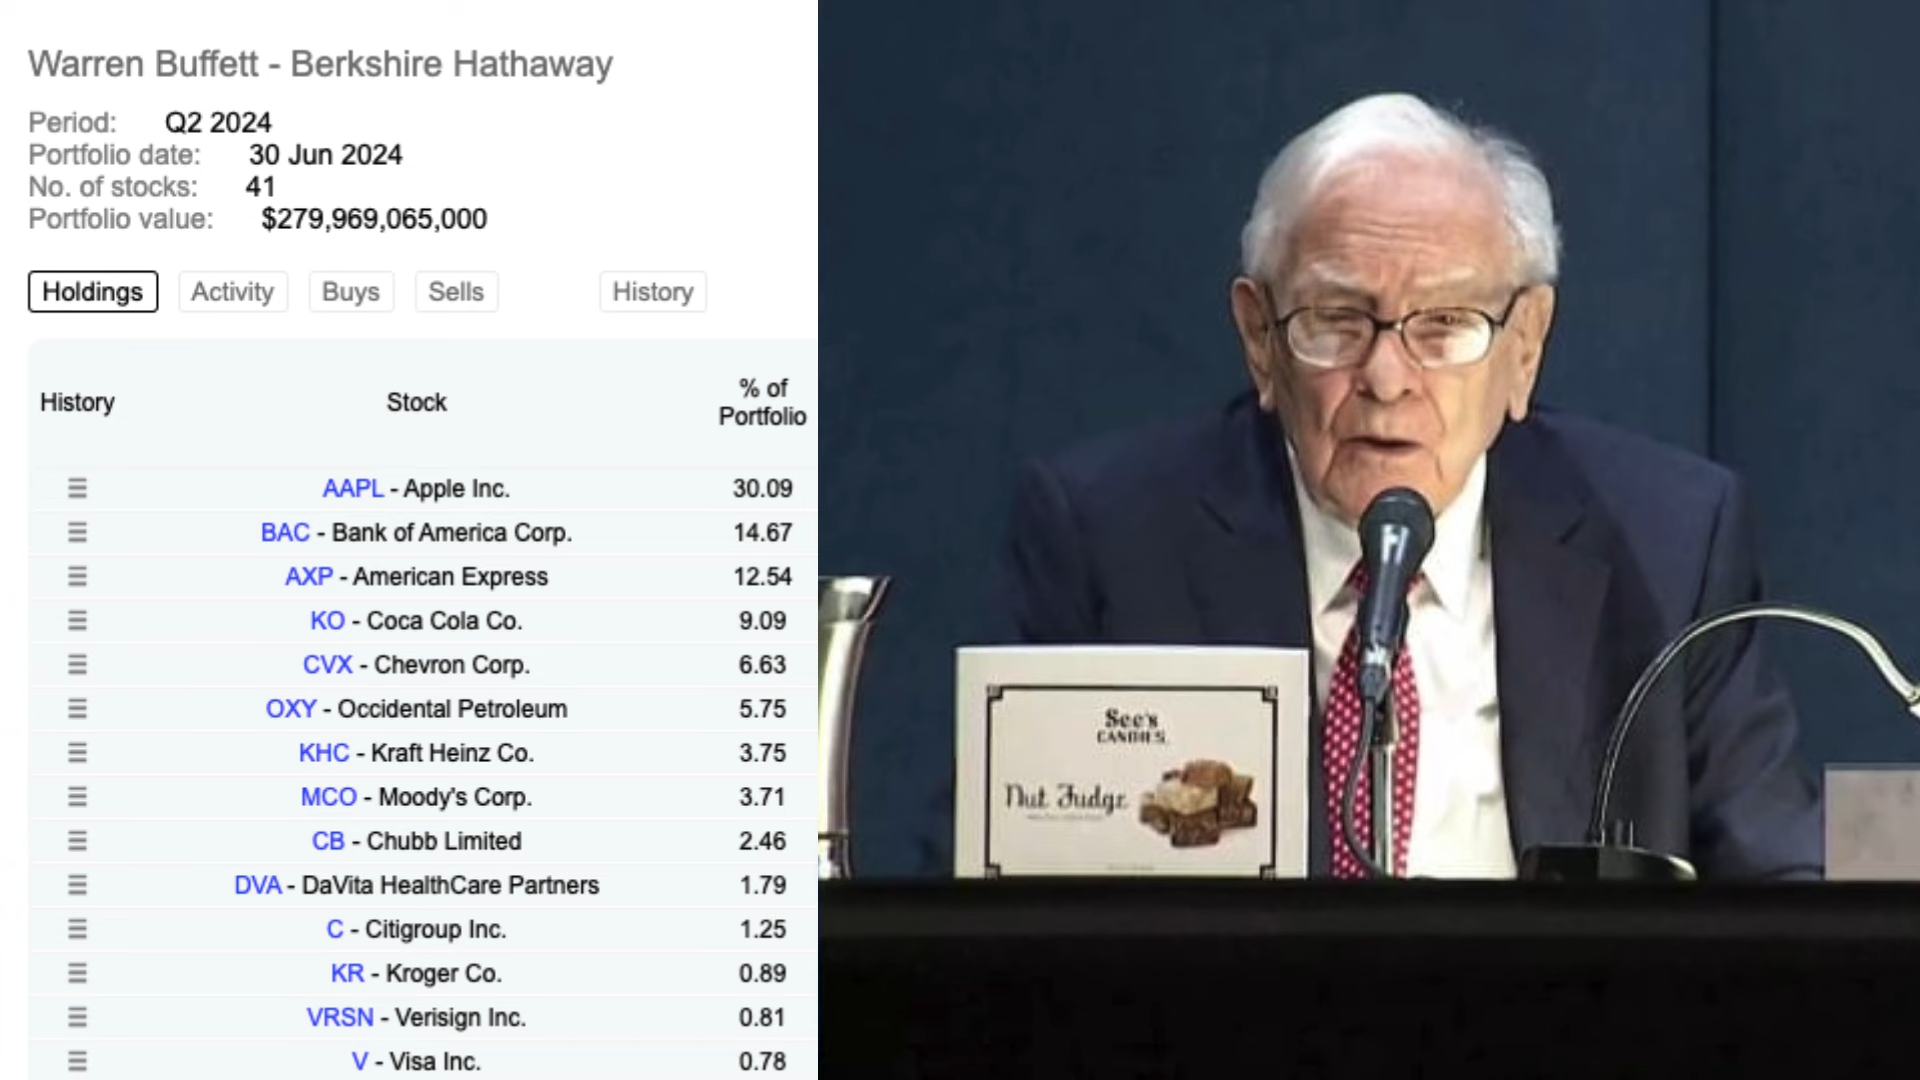 Warren Buffett - Berkshire Hathaway
Period: Q2 2024
Portfolio date: 30 Jun 2024
No. of stocks: 41
Portfolio value: $279,969,065,000
Holdings Activity Buys Sells History
History Stock % of Portfolio
AAPL - Apple Inc. 30.09
BAC - Bank of America Corp. 14.67
AXP - American Express 12.54
KO - Coca Cola Co. 9.09
CVX - Chevron Corp. 6.63
OXY - Occidental Petroleum 5.75
KHC - Kraft Heinz Co. 3.75
MCO - Moody's Corp. 3.71
CB - Chubb Limited 2.46
DVA - DaVita HealthCare Partners 1.79
C - Citigroup Inc. 1.25
KR - Kroger Co. 0.89
VRSN - Verisign Inc. 0.81
V - Visa Inc. 0.78
See's
CANDIES
Nut Fudge